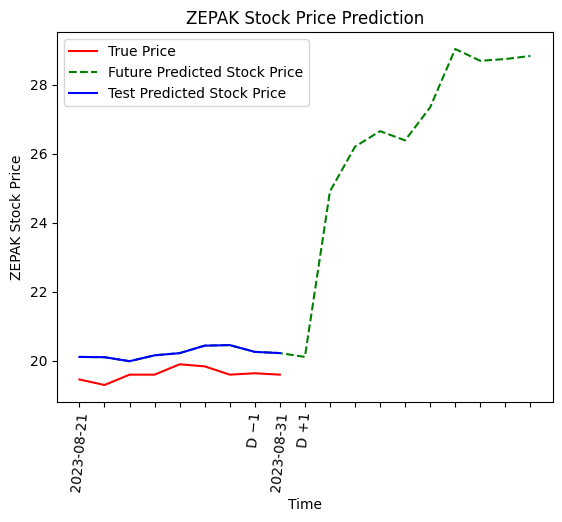 ZEPAK Stock Price Prediction
True Price
Future Predicted Stock Price
Test Predicted Stock Price
ZEPAK Stock Price
28
26
24
22
20
2023-08-21
D −1
2023-08-31
D +1
Time